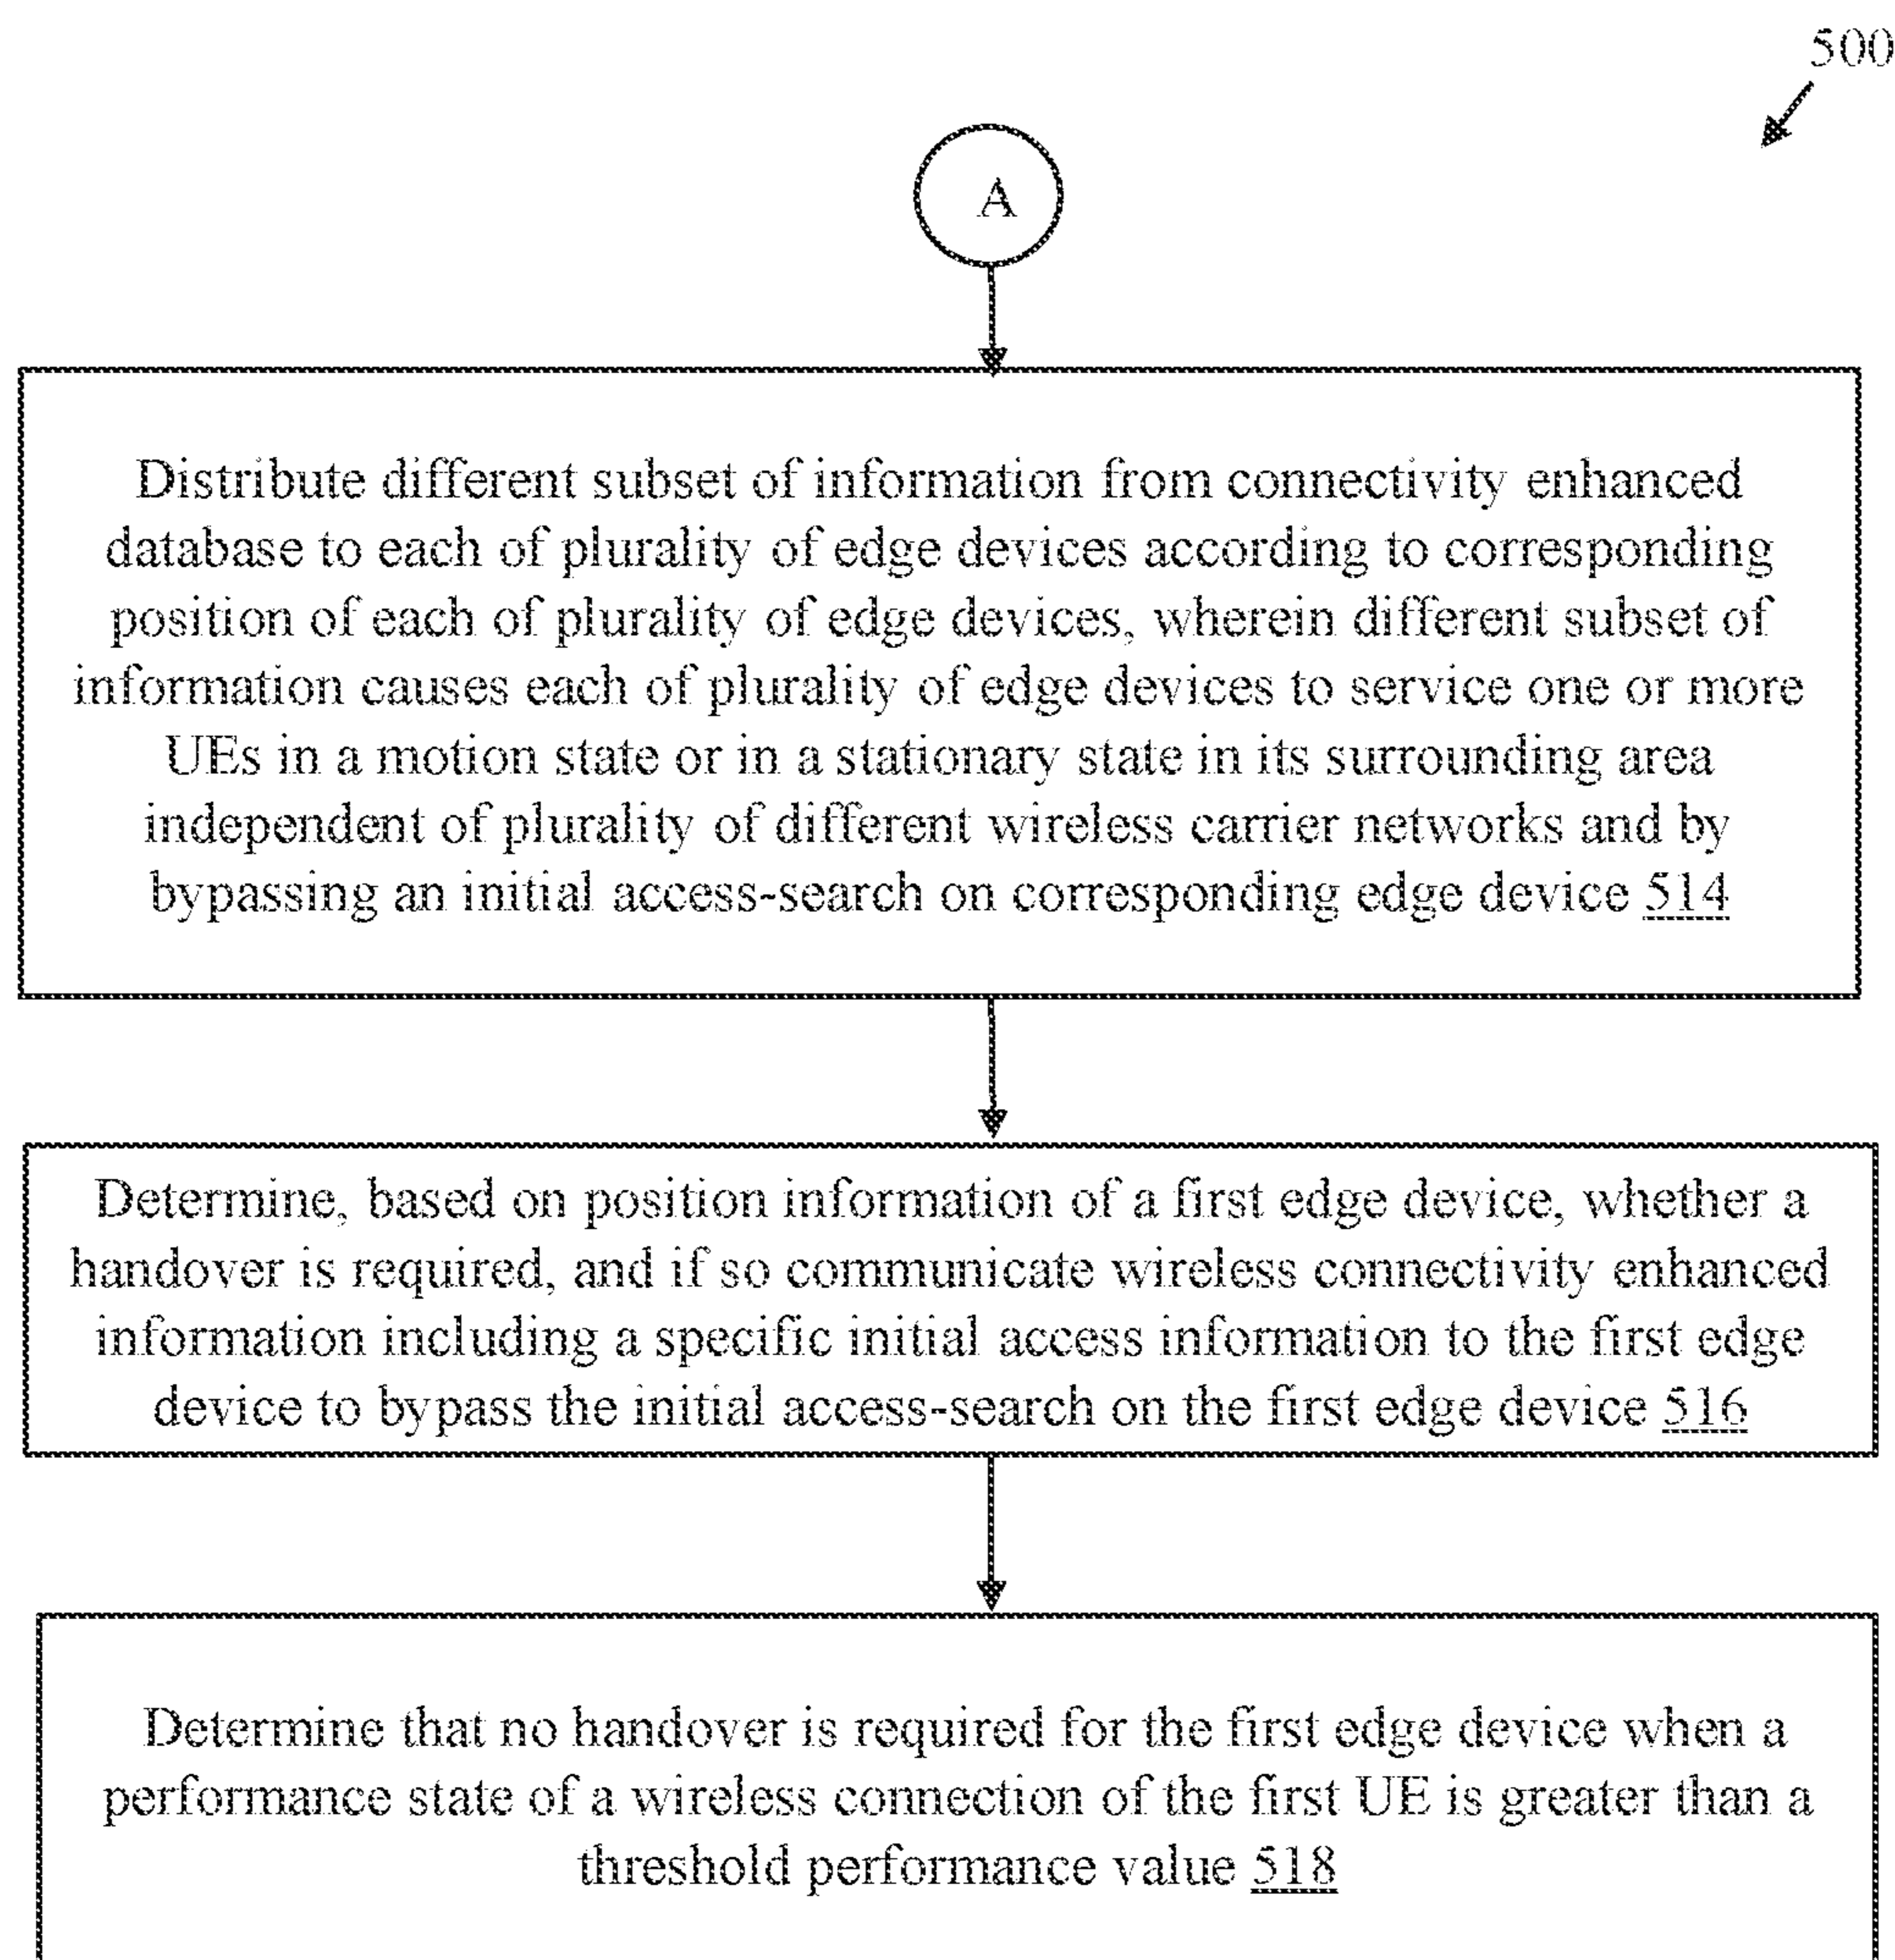 500
A
Distribute different subset of information from connectivity enhanced
database to each of plurality of edge devices according to corresponding
position of each of plurality of edge devices, wherein different subset of
information causes each of plurality of edge devices to service one or more
UEs in a motion state or in a stationary state in its surrounding area
independent of plurality of different wireless carrier networks and by
bypassing an initial access-search on corresponding edge device 514
Determine, based on position information of a first edge device, whether a
handover is required, and if so communicate wireless connectivity enhanced
information including a specific initial access information to the first edge
device to bypass the initial access-search on the first edge device 516
Determine that no handover is required for the first edge device when a
performance state of a wireless connection of the first UE is greater than a
threshold performance value 518